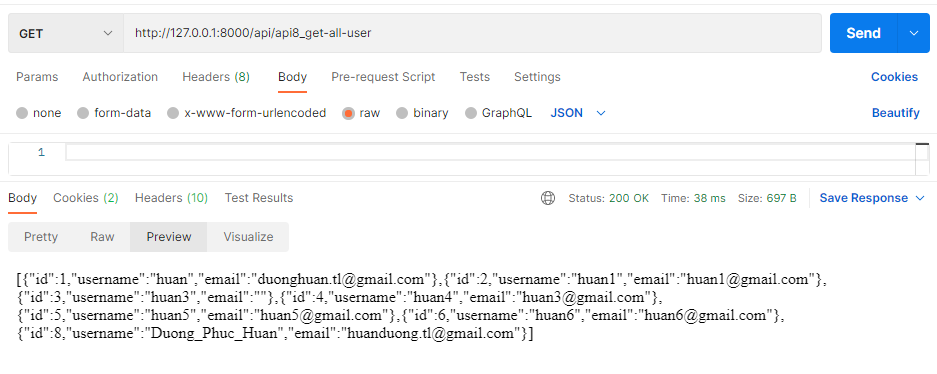 GET http://127.0.0.1:8000/api/api8_get-all-user Send
Params Authorization Headers (8) Body Pre-request Script Tests Settings Cookies
none form-data x-www-form-urlencoded raw binary GraphQL JSON Beautify
1
Body Cookies (2) Headers (10) Test Results Status: 200 OK Time: 38 ms Size: 697 B Save Response
Pretty Raw Preview Visualize
[{"id":1,"username":"huan","email":"duonghuan.tl@gmail.com"},{"id":2,"username":"huan1","email":"huan1@gmail.com"},
{"id":3,"username":"huan3","email":""},{"id":4,"username":"huan4","email":"huan3@gmail.com"},
{"id":5,"username":"huan5","email":"huan5@gmail.com"},{"id":6,"username":"huan6","email":"huan6@gmail.com"},
{"id":8,"username":"Duong_Phuc_Huan","email":"huanduong.tl@gmail.com"}]